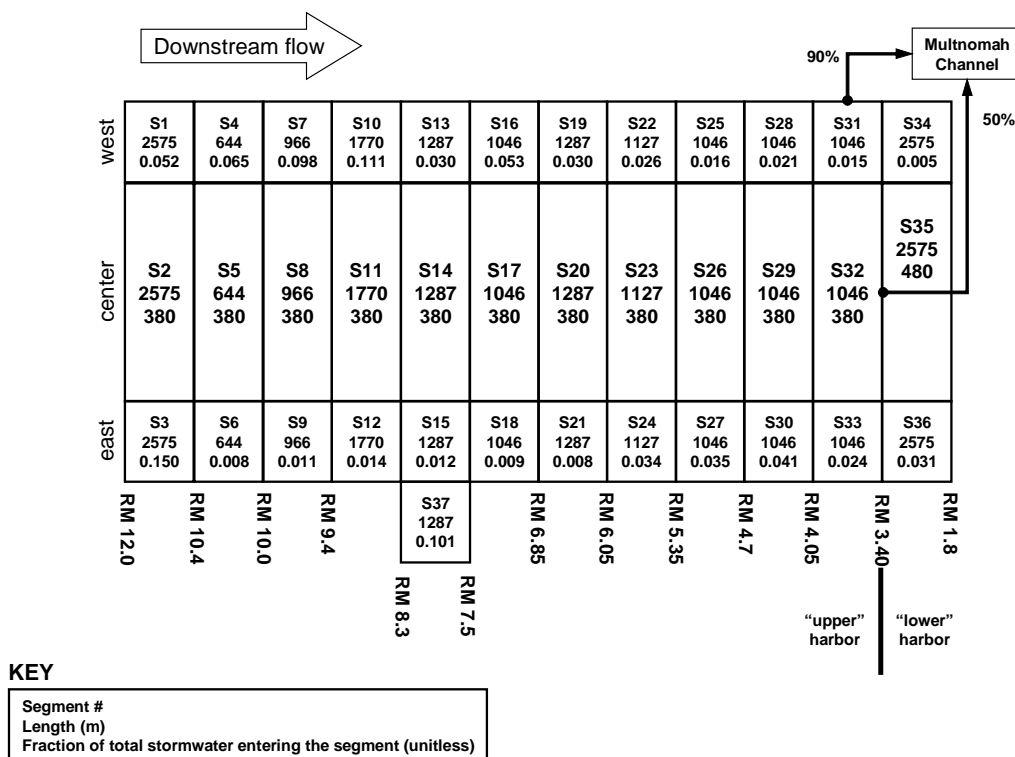 Downstream flow
90%
Multnomah
Channel
50%
west
S1
2575
0.052
S4
644
0.065
S7
966
0.098
S10
1770
0.111
S13
1287
0.030
S16
1046
0.053
S19
1287
0.030
S22
1127
0.026
S25
1046
0.016
S28
1046
0.021
S31
1046
0.015
S34
2575
0.005
center
S2
2575
380
S5
644
380
S8
966
380
S11
1770
380
S14
1287
380
S17
1046
380
S20
1287
380
S23
1127
380
S26
1046
380
S29
1046
380
S32
1046
380
S35
2575
480
east
S3
2575
0.150
S6
644
0.008
S9
966
0.011
S12
1770
0.014
S15
1287
0.012
S18
1046
0.009
S21
1287
0.008
S24
1127
0.034
S27
1046
0.035
S30
1046
0.041
S33
1046
0.024
S36
2575
0.031
S37
1287
0.101
RM 12.0
RM 10.4
RM 10.0
RM 9.4
RM 8.3
RM 7.5
RM 6.85
RM 6.05
RM 5.35
RM 4.7
RM 4.05
RM 3.40
RM 1.8
“upper”
harbor
“lower”
harbor
KEY
Segment #
Length (m)
Fraction of total stormwater entering the segment (unitless)